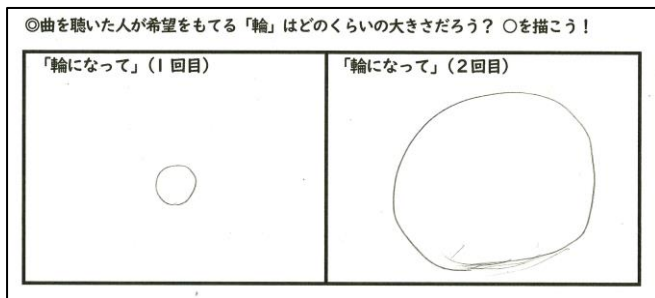 ◎曲を聴いた人が希望をもてる「輪」はどのくらいの大きさだろう？ ○を描こう！
「輪になって」(1回目)
「輪になって」(2回目)